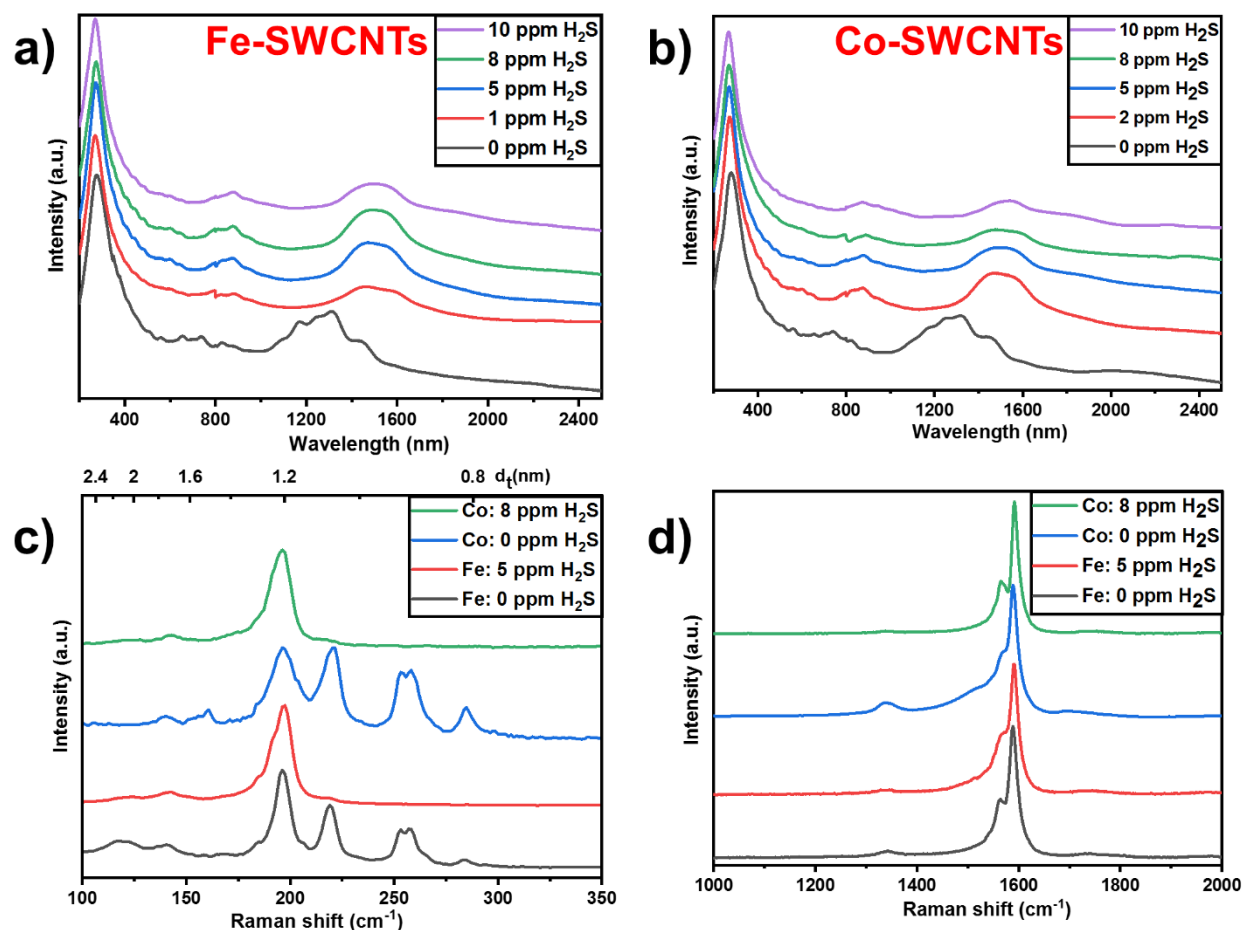 a)
Fe-SWCNTs
10 ppm H₂S
8 ppm H₂S
5 ppm H₂S
1 ppm H₂S
0 ppm H₂S
Intensity (a.u.)
400 800 1200 1600 2000 2400
Wavelength (nm)
b)
Co-SWCNTs
10 ppm H₂S
8 ppm H₂S
5 ppm H₂S
2 ppm H₂S
0 ppm H₂S
Intensity (a.u.)
400 800 1200 1600 2000 2400
Wavelength (nm)
c)
2.4 2 1.6 1.2 0.8 dₜ(nm)
Co: 8 ppm H₂S
Co: 0 ppm H₂S
Fe: 5 ppm H₂S
Fe: 0 ppm H₂S
Intensity (a.u.)
100 150 200 250 300 350
Raman shift (cm⁻¹)
d)
Co: 8 ppm H₂S
Co: 0 ppm H₂S
Fe: 5 ppm H₂S
Fe: 0 ppm H₂S
Intensity (a.u.)
1000 1200 1400 1600 1800 2000
Raman shift (cm⁻¹)